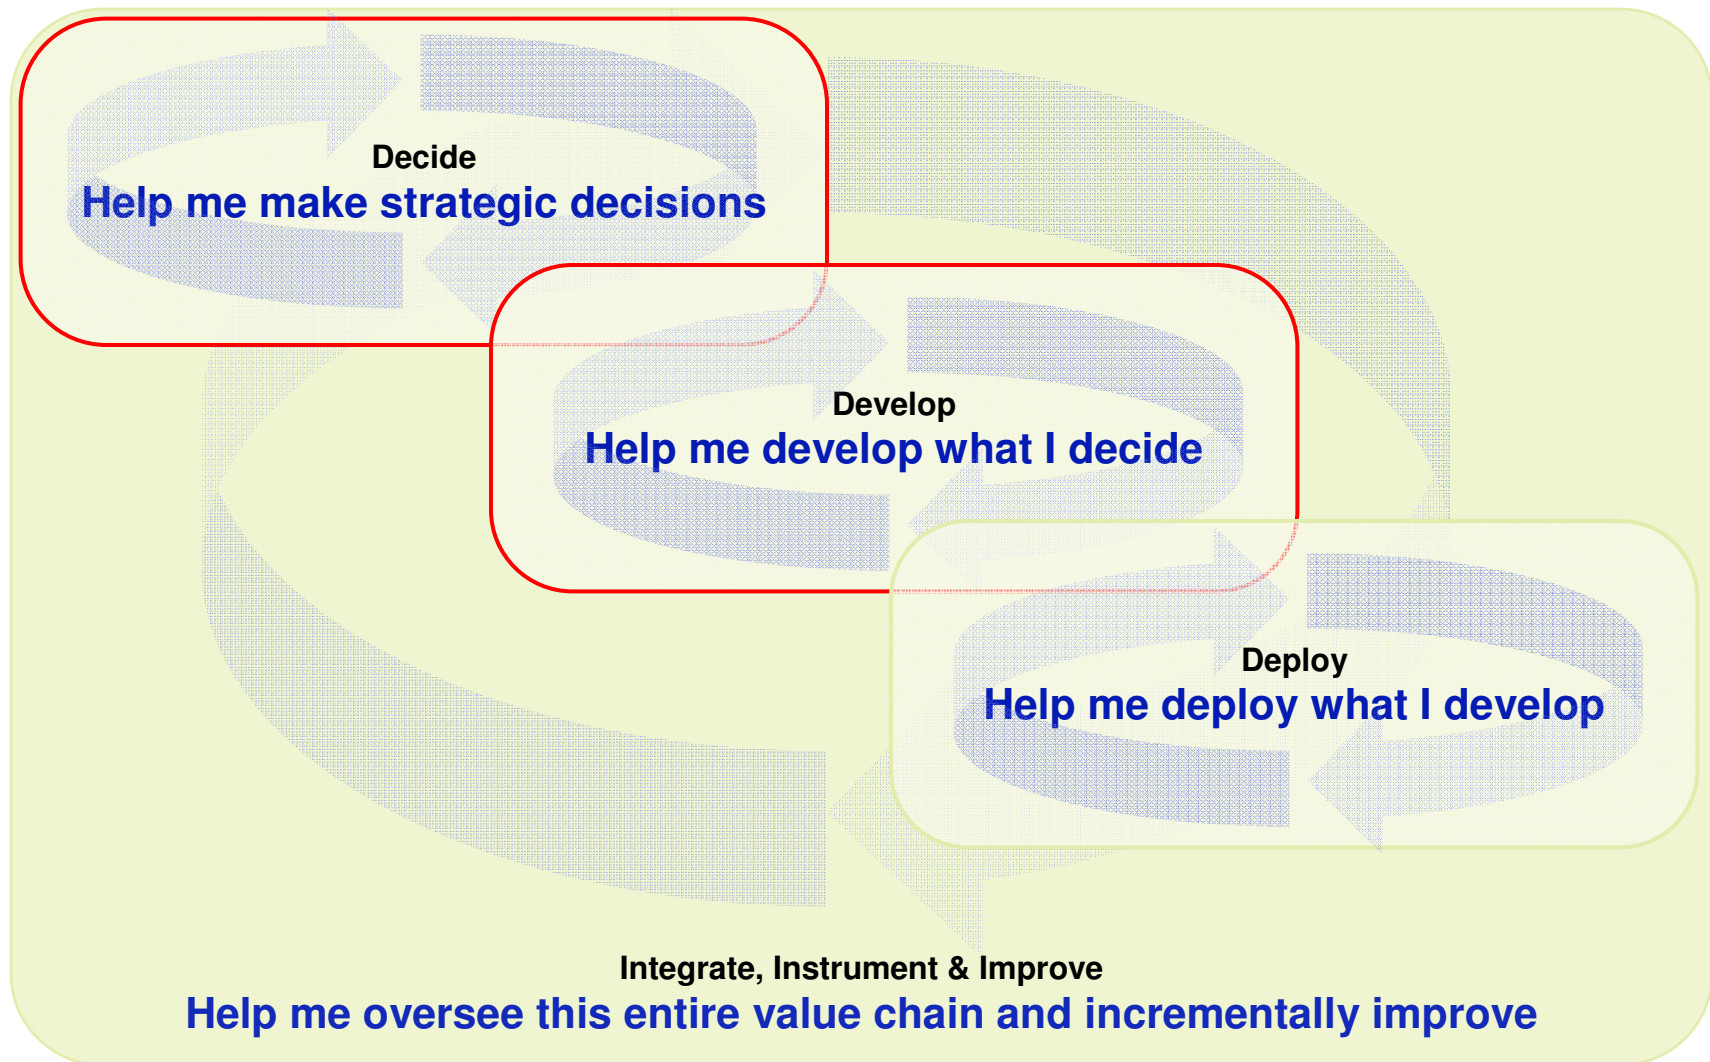 Decide
Help me make strategic decisions
Develop
Help me develop what I decide
Deploy
Help me deploy what I develop
Integrate, Instrument & Improve
Help me oversee this entire value chain and incrementally improve